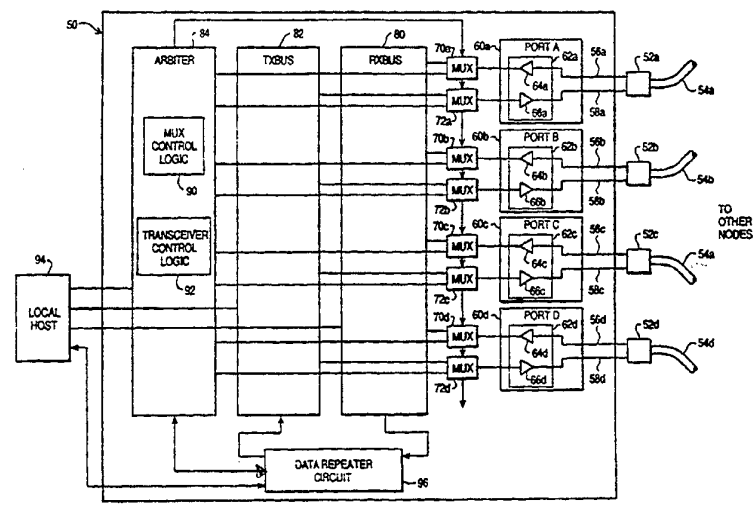 50
84
82
80
ARBITER
TXBUS
RXBUS
MUX
CONTROL
LOGIC
90
TRANSCEIVER
CONTROL
LOGIC
92
94
LOCAL
HOST
DATA REPEATER
CIRCUIT
96
70a
MUX
MUX
72a
60a
PORT A
62a
64a
66a
56a
58a
52a
54a
70b
MUX
MUX
72b
60b
PORT B
62b
64b
66b
56b
58b
52b
54b
70c
MUX
MUX
72c
60c
PORT C
62c
64c
66c
56c
58c
52c
54a
70d
MUX
MUX
72d
60d
PORT D
62d
64d
66d
56d
58d
52d
54d
TO
OTHER
NODES